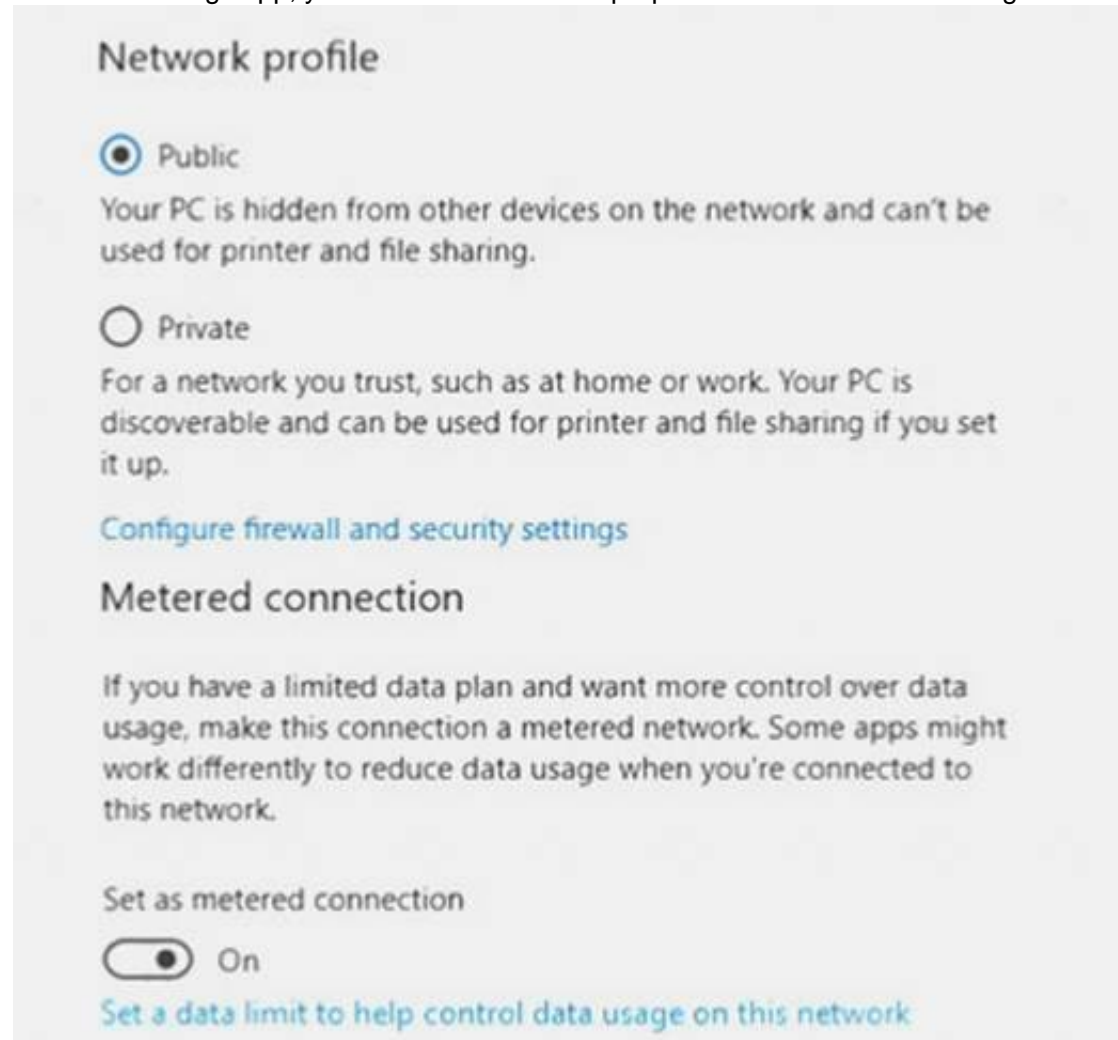 Network profile
Public
Your PC is hidden from other devices on the network and can't be
used for printer and file sharing.
Private
For a network you trust, such as at home or work. Your PC is
discoverable and can be used for printer and file sharing if you set
it up.
Configure firewall and security settings
Metered connection
If you have a limited data plan and want more control over data
usage, make this connection a metered network. Some apps might
work differently to reduce data usage when you're connected to
this network.
Set as metered connection
On
Set a data limit to help control data usage on this network